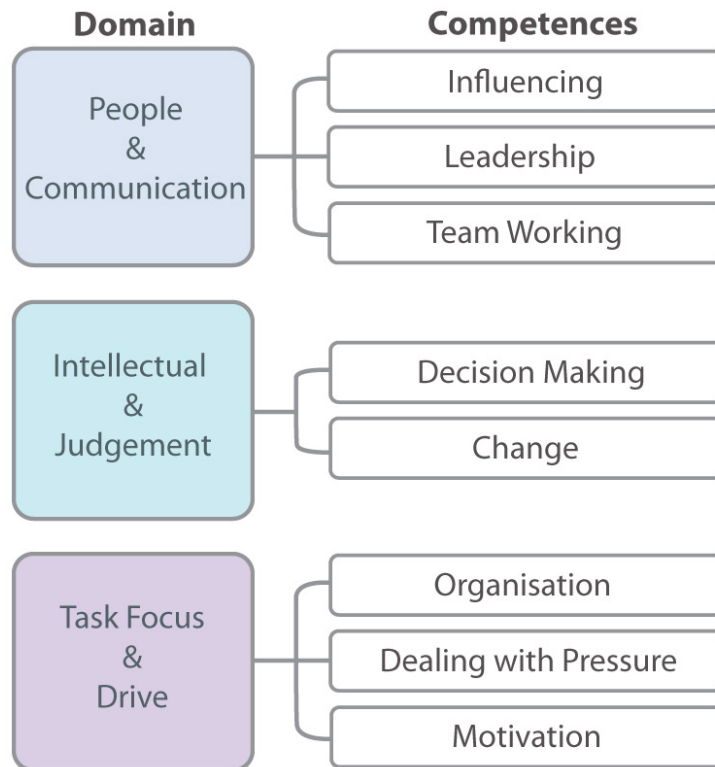 Domain
Competences
People
&
Communication
Influencing
Leadership
Team Working
Intellectual
&
Judgement
Decision Making
Change
Task Focus
&
Drive
Organisation
Dealing with Pressure
Motivation